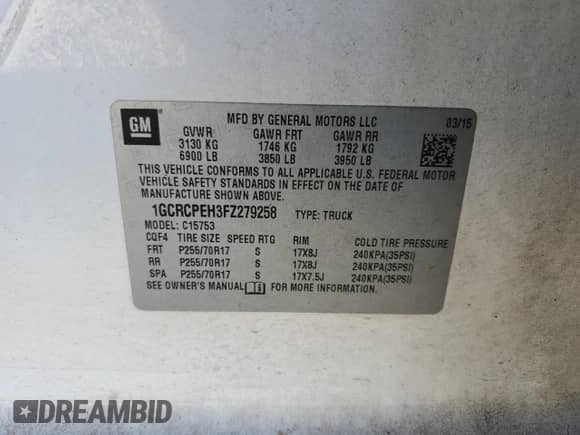 GM
MFD BY GENERAL MOTORS LLC 03/15
GVWR GAWR FRT GAWR RR
3130 KG 1746 KG 1792 KG
6900 LB 3850 LB 3950 LB
THIS VEHICLE CONFORMS TO ALL APPLICABLE U.S. FEDERAL MOTOR
VEHICLE SAFETY STANDARDS IN EFFECT ON THE DATE OF
MANUFACTURE SHOWN ABOVE.
1GCRCPEH3FZ279258 TYPE: TRUCK
MODEL: C15753
CQF4 TIRE SIZE SPEED RTG RIM COLD TIRE PRESSURE
FRT P255/70R17 S 17X8J 240KPA(35PSI)
RR P255/70R17 S 17X8J 240KPA(35PSI)
SPA P255/70R17 S 17X7.5J 240KPA(35PSI)
SEE OWNER'S MANUAL FOR MORE INFORMATION.
DREAMBID